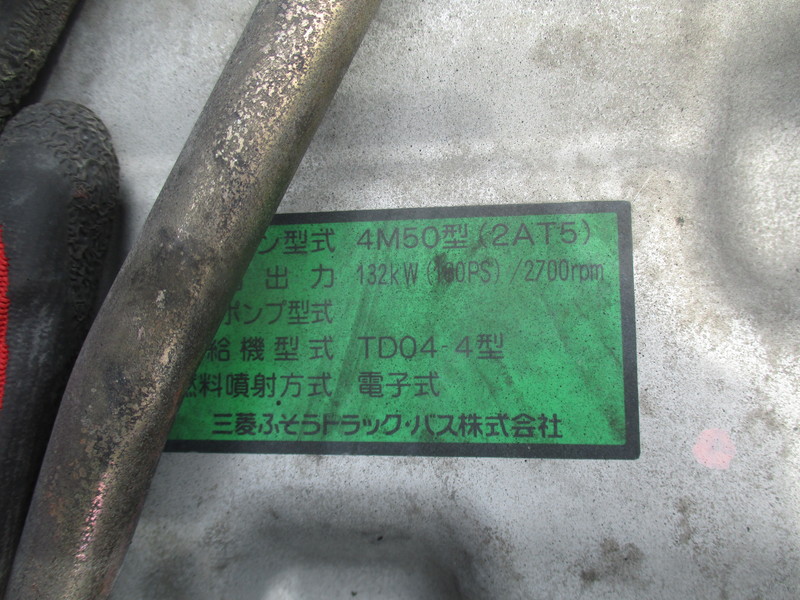 ン型式 4M50型(2AT5)
出力 132kW(180PS)/2700rpm
ポンプ型式
給機型式 TD04-4型
燃料噴射方式 電子式
三菱ふそうトラック・バス株式会社